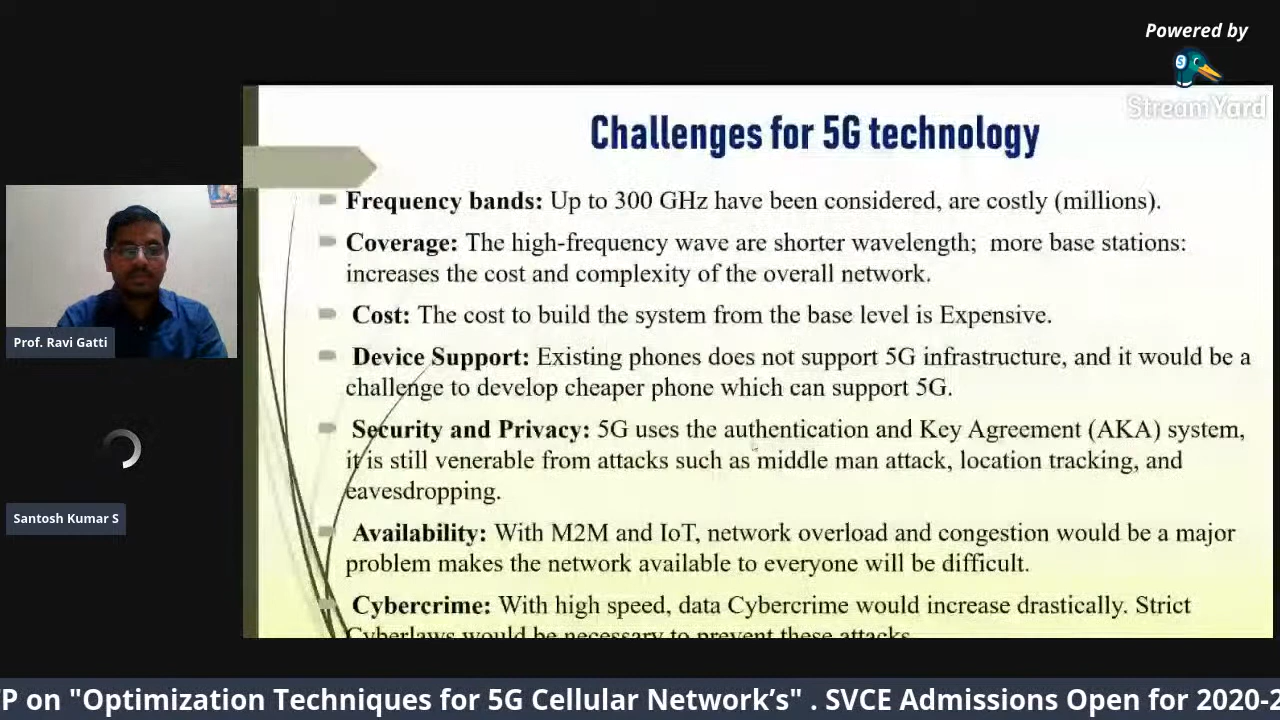 Powered by
StreamYard
Challenges for 5G technology
Frequency bands: Up to 300 GHz have been considered, are costly (millions).
Coverage: The high-frequency wave are shorter wavelength; more base stations:
increases the cost and complexity of the overall network.
Cost: The cost to build the system from the base level is Expensive.
Device Support: Existing phones does not support 5G infrastructure, and it would be a
challenge to develop cheaper phone which can support 5G.
Security and Privacy: 5G uses the authentication and Key Agreement (AKA) system,
it is still venerable from attacks such as middle man attack, location tracking, and
eavesdropping.
Availability: With M2M and IoT, network overload and congestion would be a major
problem makes the network available to everyone will be difficult.
Cybercrime: With high speed, data Cybercrime would increase drastically. Strict
Cyberlaws would be necessary to prevent these attacks
Prof. Ravi Gatti
Santosh Kumar S
P on "Optimization Techniques for 5G Cellular Network’s" . SVCE Admissions Open for 2020-2